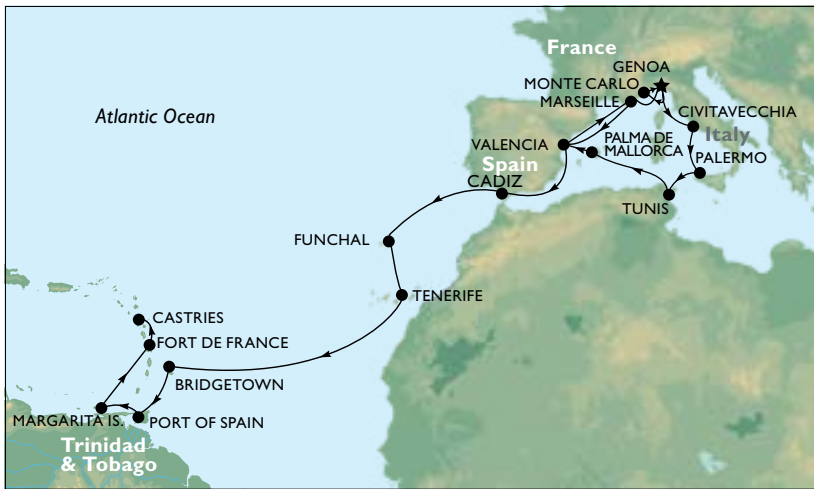 France
GENOA
MONTE CARLO
MARSEILLE
CIVITAVECCHIA
Atlantic Ocean
Italy
VALENCIA
PALMA DE
MALLORCA
PALERMO
Spain
CADIZ
TUNIS
FUNCHAL
TENERIFE
CASTRIES
FORT DE FRANCE
BRIDGETOWN
MARGARITA IS.
PORT OF SPAIN
Trinidad
& Tobago